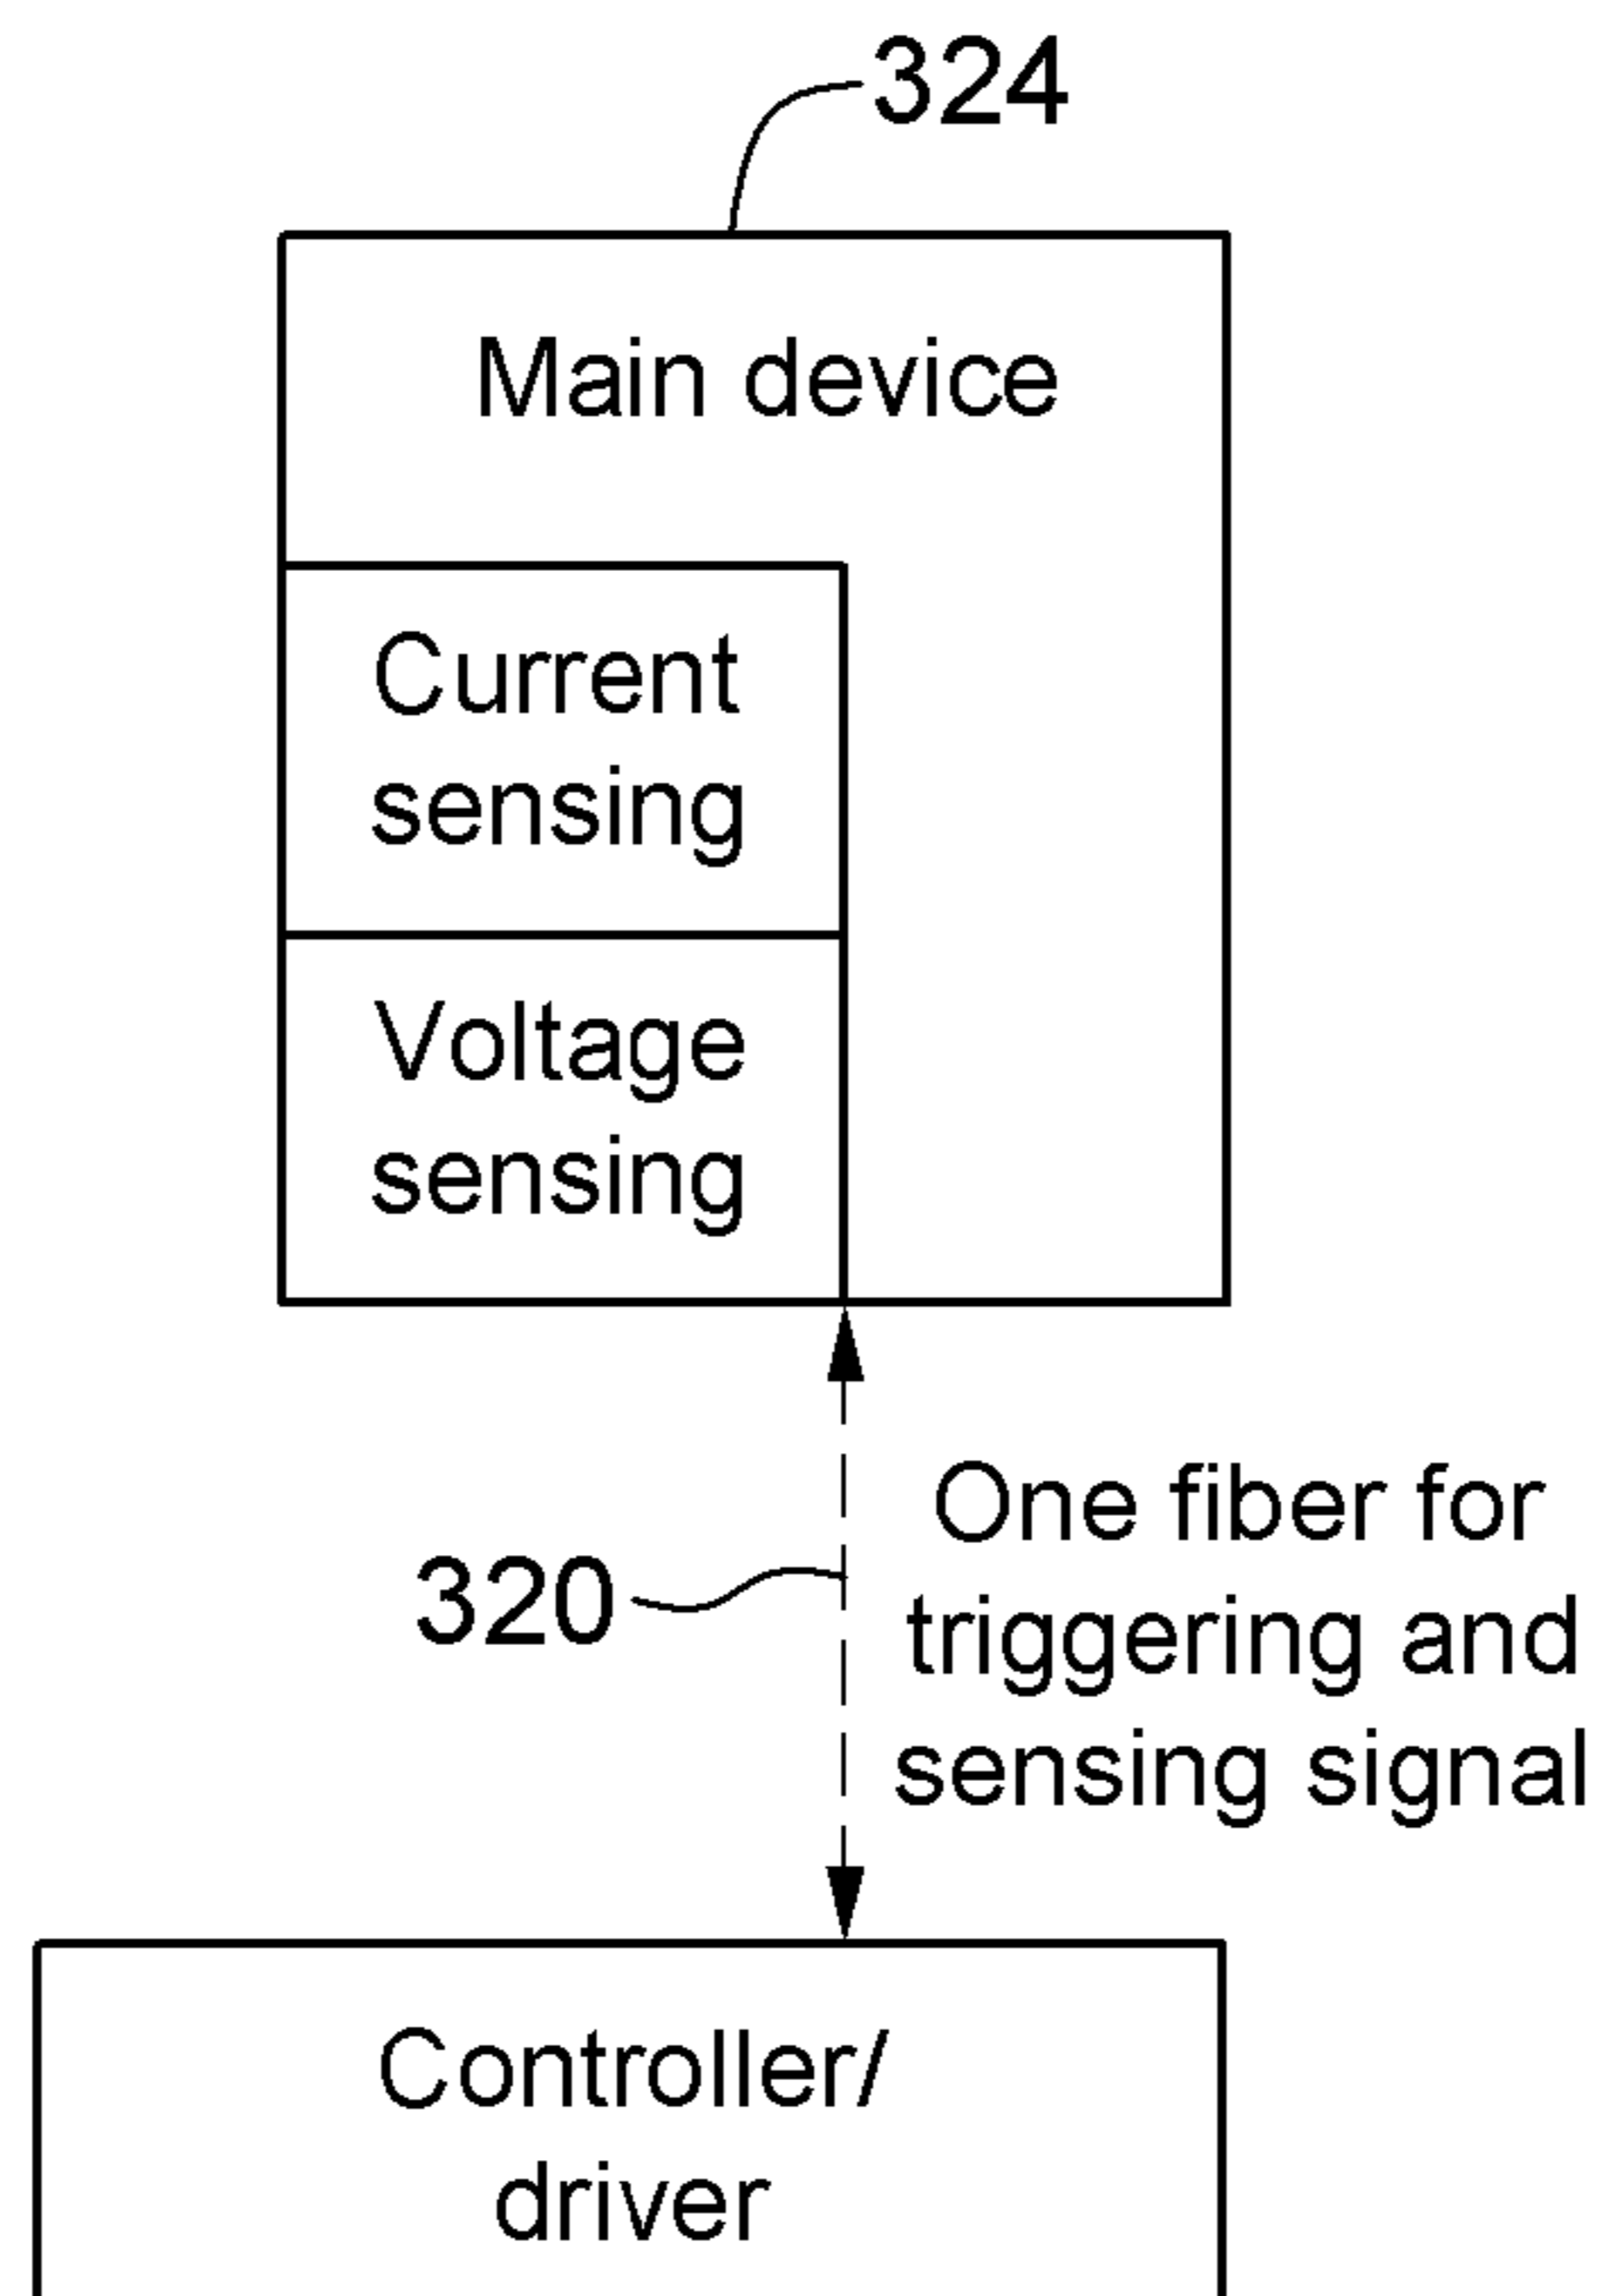 324
Main device
Current
sensing
Voltage
sensing
One fiber for
320
triggering and
sensing signal
Controller/
driver